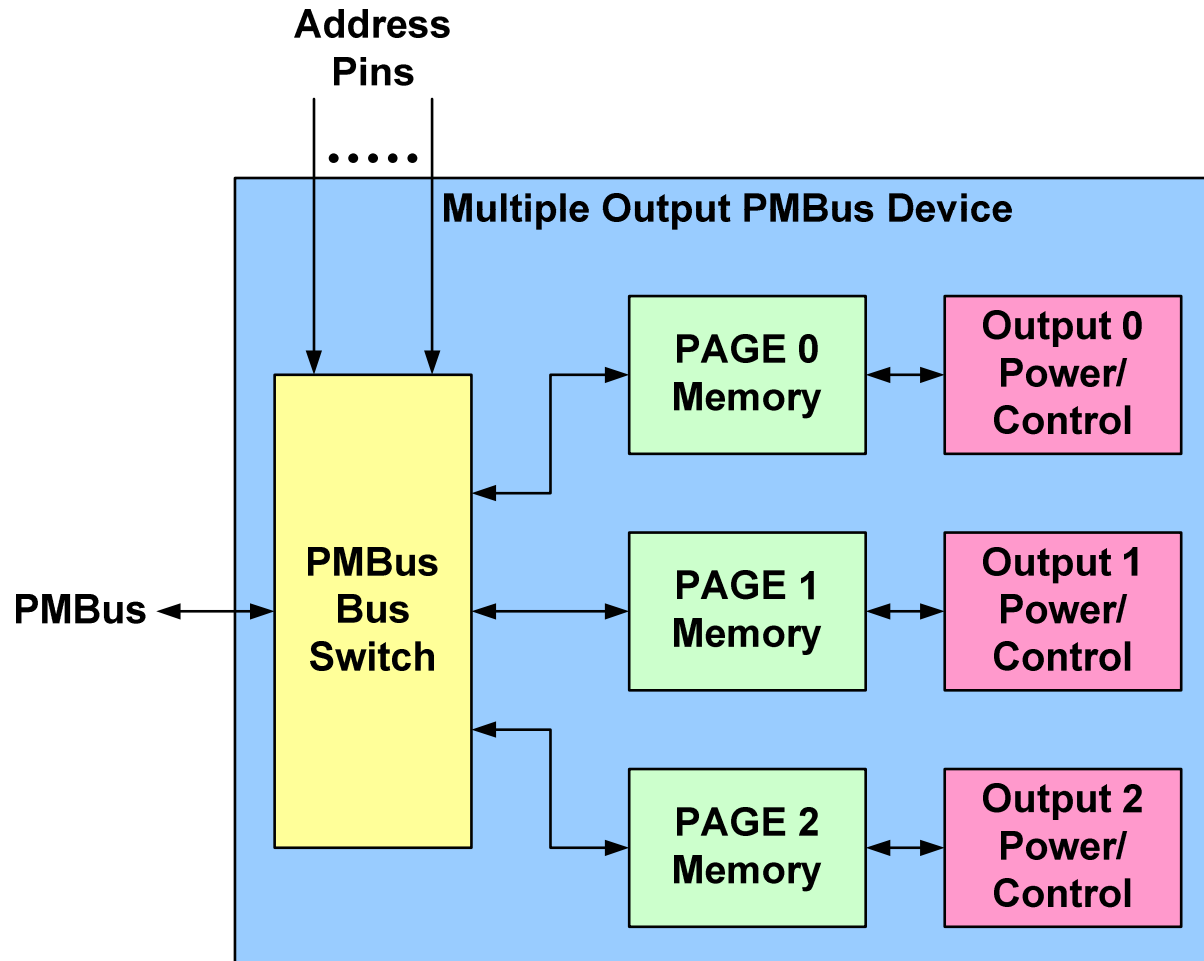 Address
Pins
Multiple Output PMBus Device
PAGE 0
Memory
Output 0
Power/
Control
PMBus
PMBus
Bus
Switch
PAGE 1
Memory
Output 1
Power/
Control
PAGE 2
Memory
Output 2
Power/
Control